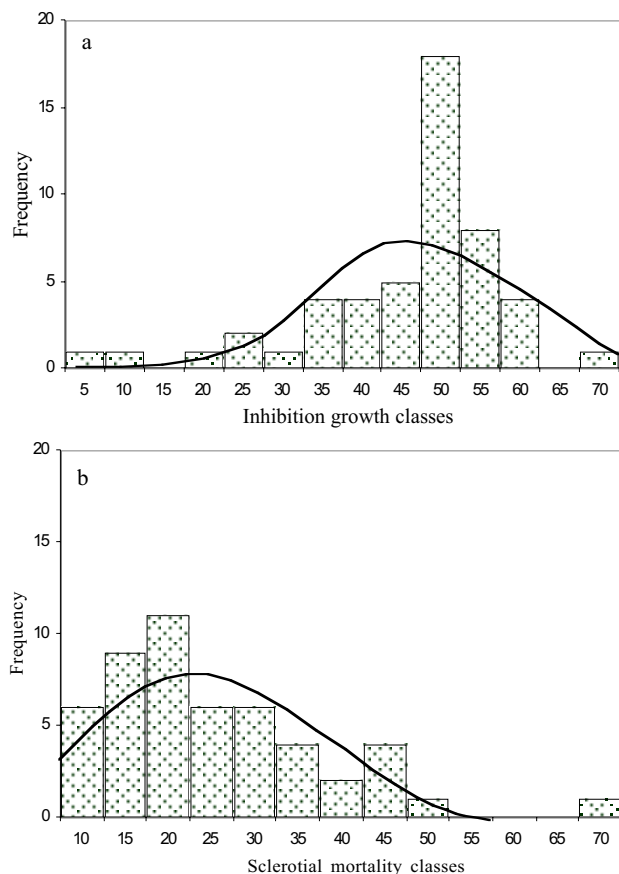 a
20
15
10
5
0
Frequency
5 10 15 20 25 30 35 40 45 50 55 60 65 70
Inhibition growth classes
b
20
15
10
5
0
Frequency
10 15 20 25 30 35 40 45 50 55 60 65 70
Sclerotial mortality classes